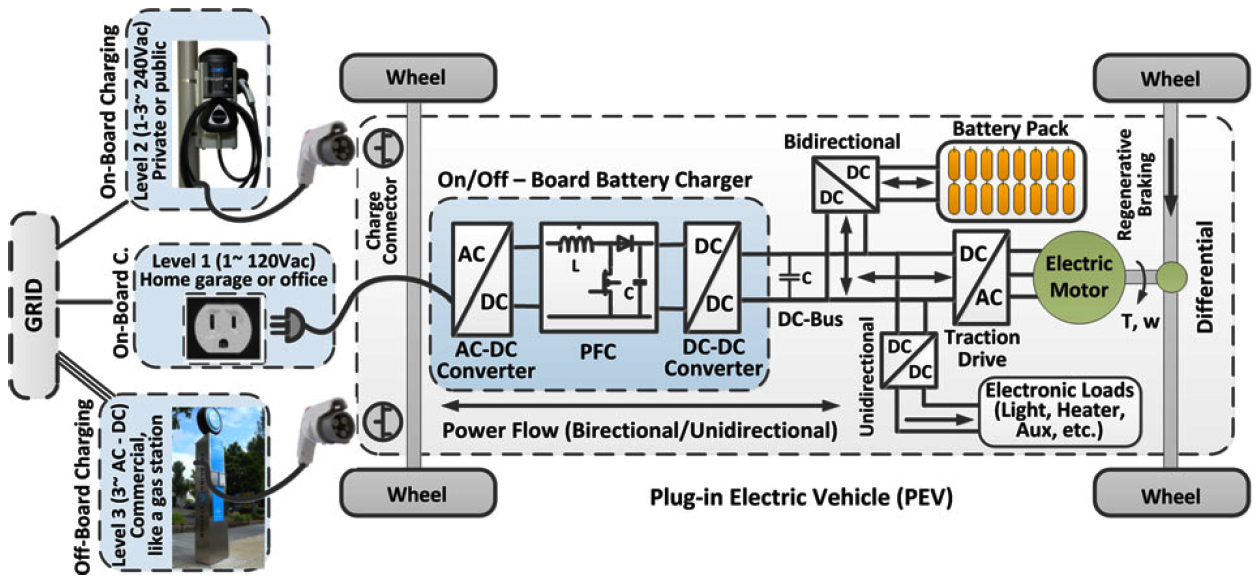 GRID
On-Board Charging
Level 2 (1-3~ 240Vac)
Private or public
On-Board C.
Level 1 (1~ 120Vac)
Home garage or office
Off-Board Charging
Level 3 (3~ AC - DC)
Commercial,
like a gas station
Wheel
Wheel
Charge
Connector
On/Off – Board Battery Charger
AC
DC
AC-DC
Converter
L
C
PFC
DC
DC
DC-DC
Converter
Power Flow (Birectional/Unidirectional)
C
DC-Bus
Bidirectional
DC
DC
Battery Pack
DC
AC
Traction
Drive
Electric
Motor
Regenerative
Braking
T, w
Differential
Unidirectional
DC
DC
Electronic Loads
(Light, Heater,
Aux, etc.)
Wheel
Wheel
Plug-in Electric Vehicle (PEV)